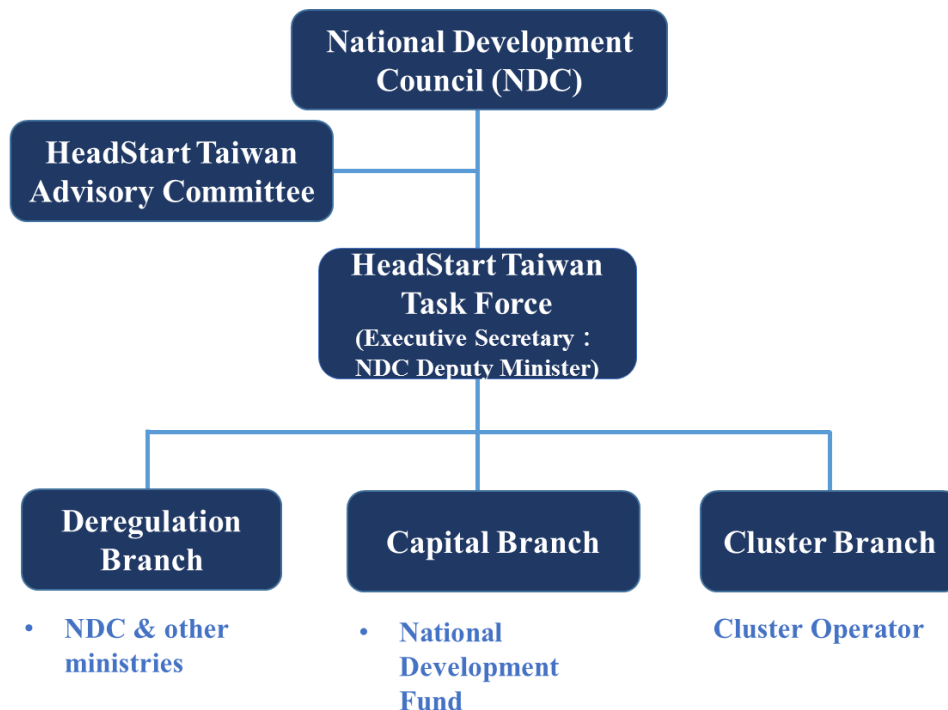 National Development
Council (NDC)
HeadStart Taiwan
Advisory Committee
HeadStart Taiwan
Task Force
(Executive Secretary：
NDC Deputy Minister)
Deregulation
Branch
Capital Branch
Cluster Branch
• NDC & other
ministries
• National
Development
Fund
Cluster Operator